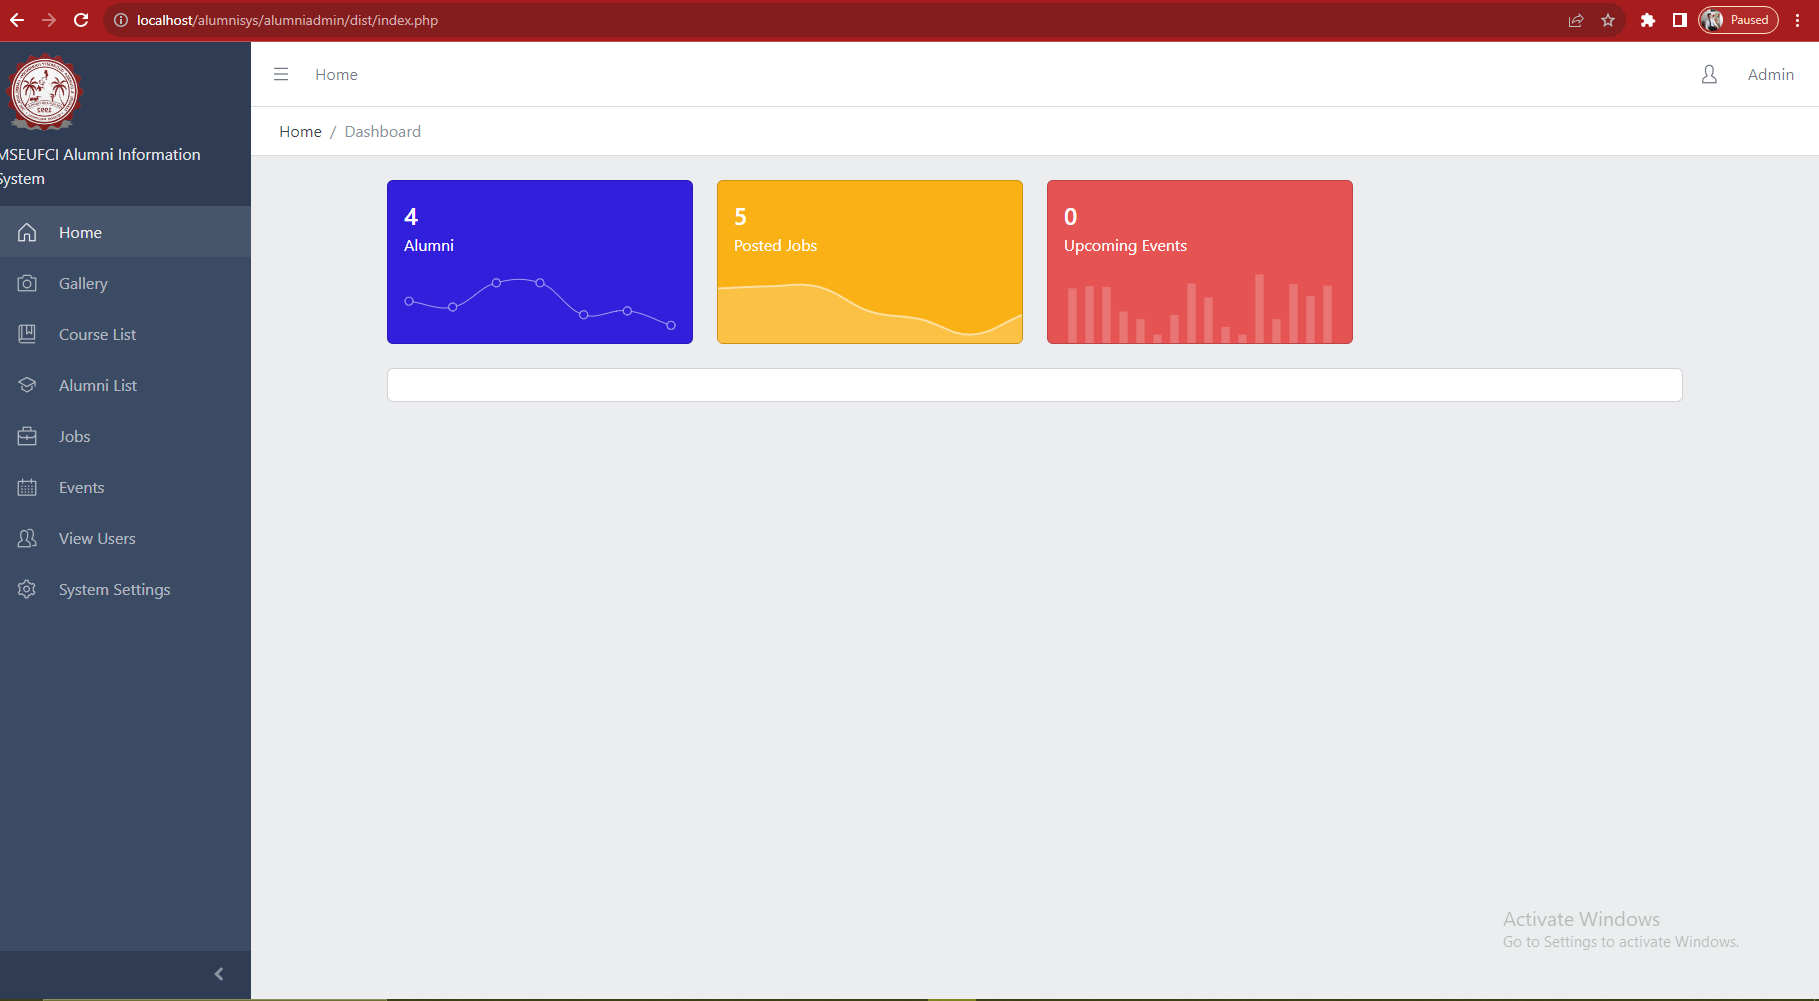 localhost/alumnisys/alumniadmin/dist/index.php
Paused
MSEUFCI Alumni Information
System
Home
Gallery
Course List
Alumni List
Jobs
Events
View Users
System Settings
Home
Admin
Home / Dashboard
4
Alumni
5
Posted Jobs
0
Upcoming Events
Activate Windows
Go to Settings to activate Windows.